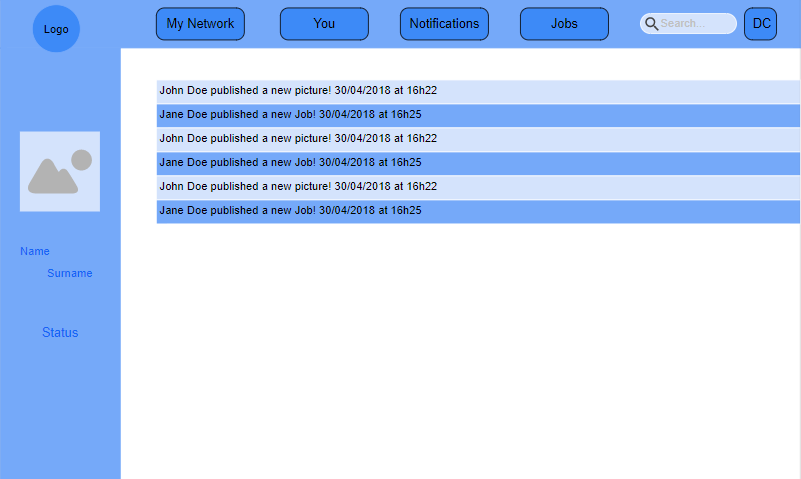 Logo
My Network
You
Notifications
Jobs
Search...
DC
John Doe published a new picture! 30/04/2018 at 16h22
Jane Doe published a new Job! 30/04/2018 at 16h25
John Doe published a new picture! 30/04/2018 at 16h22
Jane Doe published a new Job! 30/04/2018 at 16h25
John Doe published a new picture! 30/04/2018 at 16h22
Jane Doe published a new Job! 30/04/2018 at 16h25
Name
Surname
Status